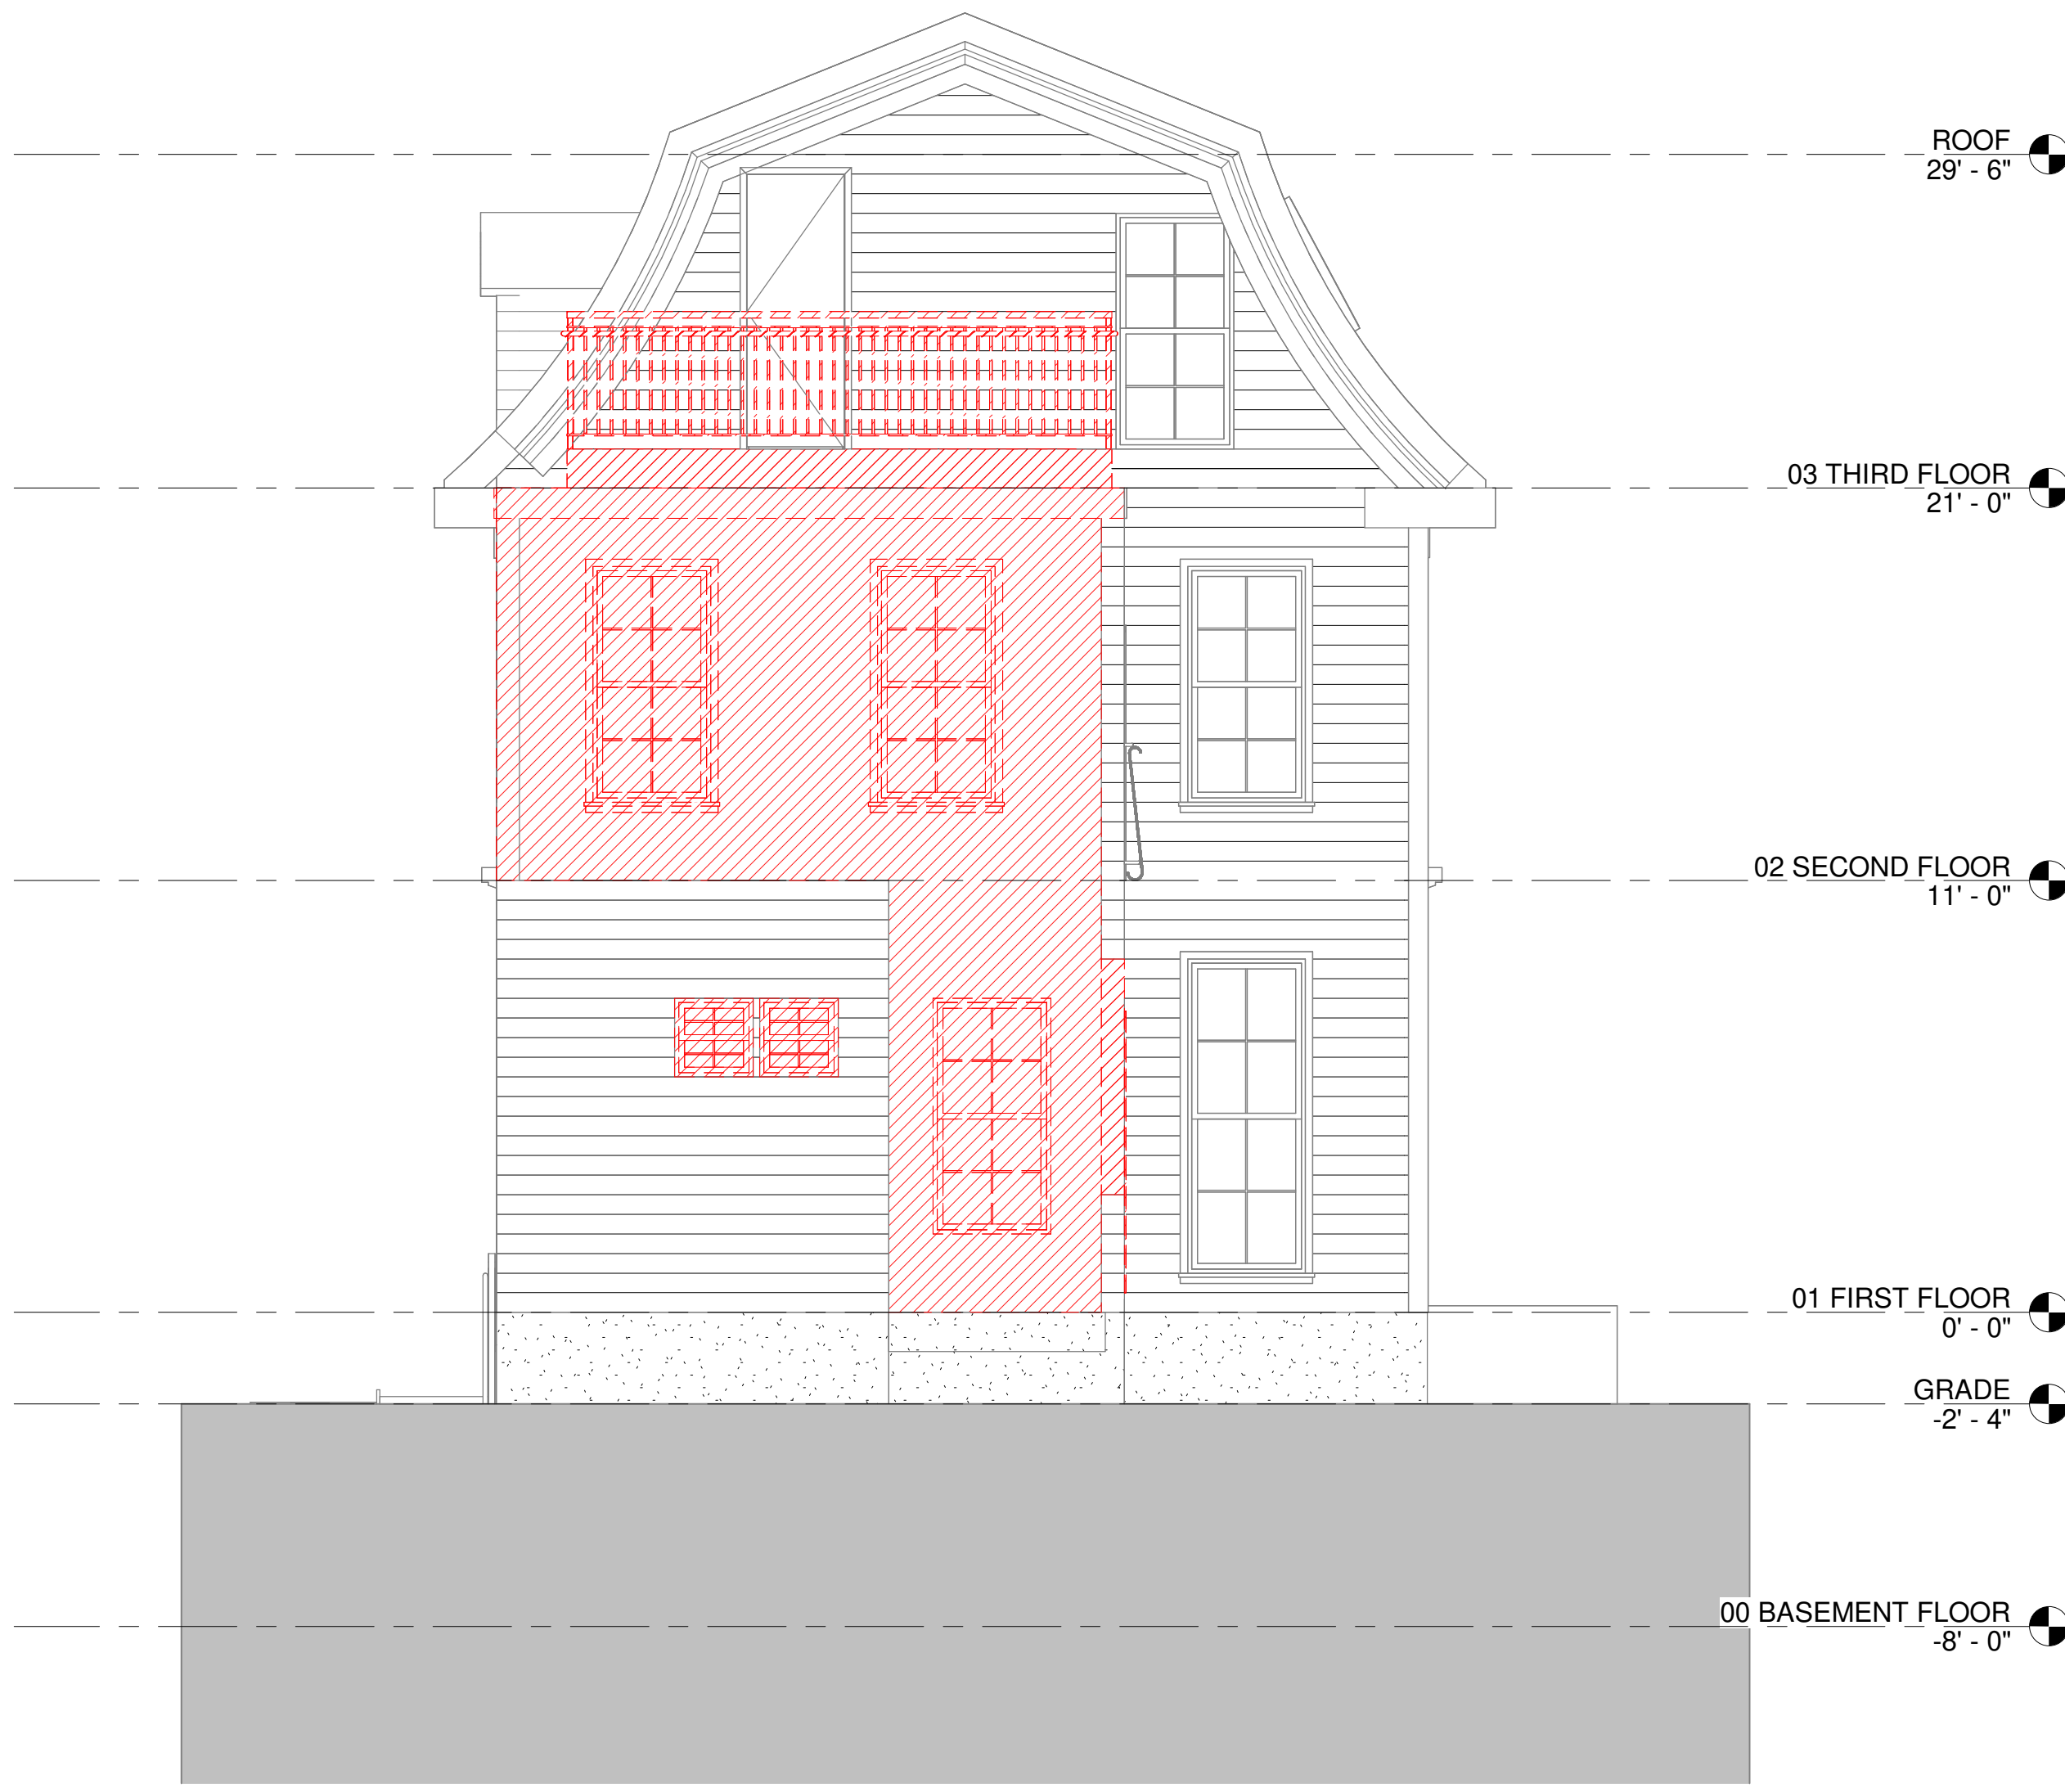 ROOF
29' - 6"
03 THIRD FLOOR
21' - 0"
02 SECOND FLOOR
11' - 0"
01 FIRST FLOOR
0' - 0"
GRADE
-2' - 4"
00 BASEMENT FLOOR
-8' - 0"